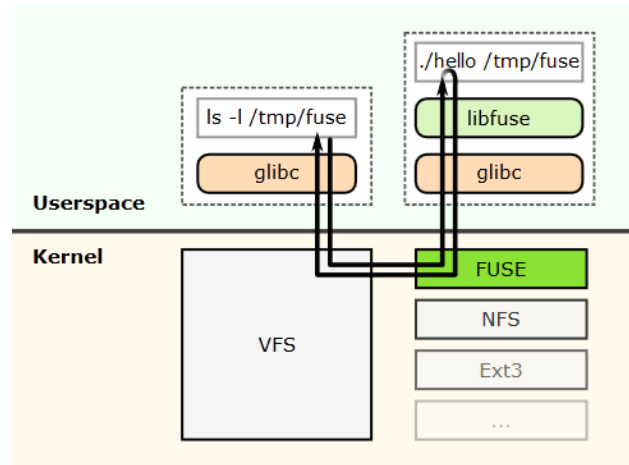 ./hello /tmp/fuse
ls -l /tmp/fuse
libfuse
glibc
glibc
Userspace
Kernel
FUSE
NFS
VFS
Ext3
...